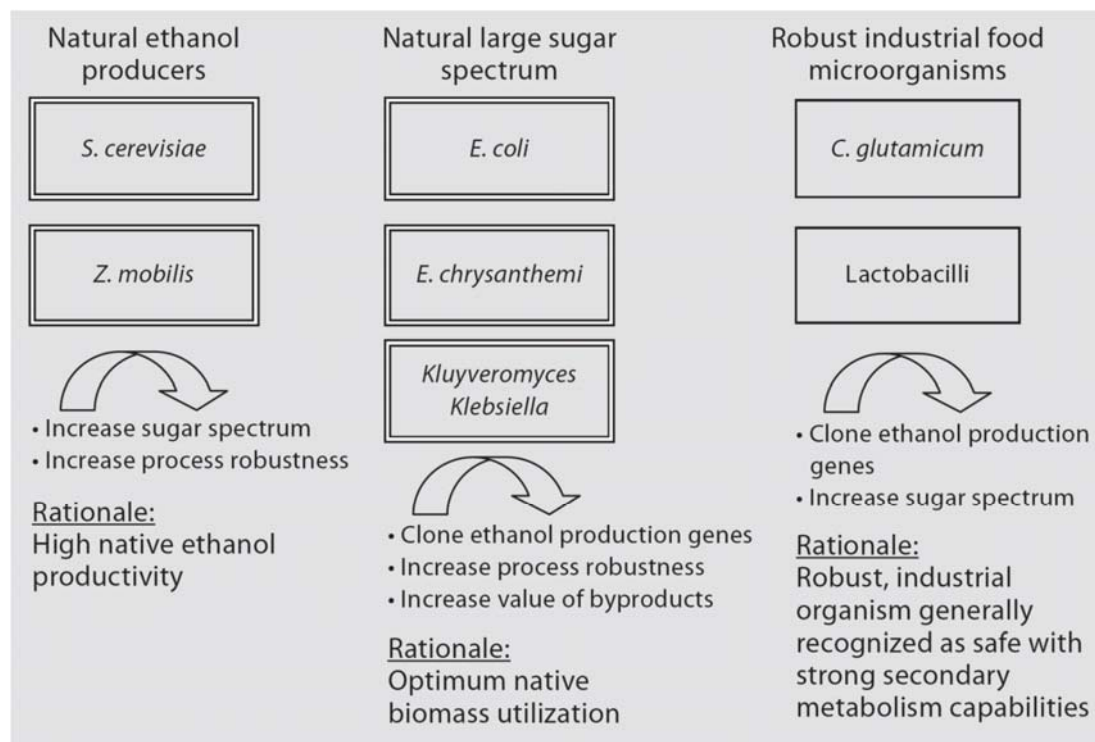 Natural ethanol
producers
S. cerevisiae
Z. mobilis
• Increase sugar spectrum
• Increase process robustness
Rationale:
High native ethanol
productivity
Natural large sugar
spectrum
E. coli
E. chrysanthemi
Kluyveromyces
Klebsiella
• Clone ethanol production genes
• Increase process robustness
• Increase value of byproducts
Rationale:
Optimum native
biomass utilization
Robust industrial food
microorganisms
C. glutamicum
Lactobacilli
• Clone ethanol production
genes
• Increase sugar spectrum
Rationale:
Robust, industrial
organism generally
recognized as safe with
strong secondary
metabolism capabilities